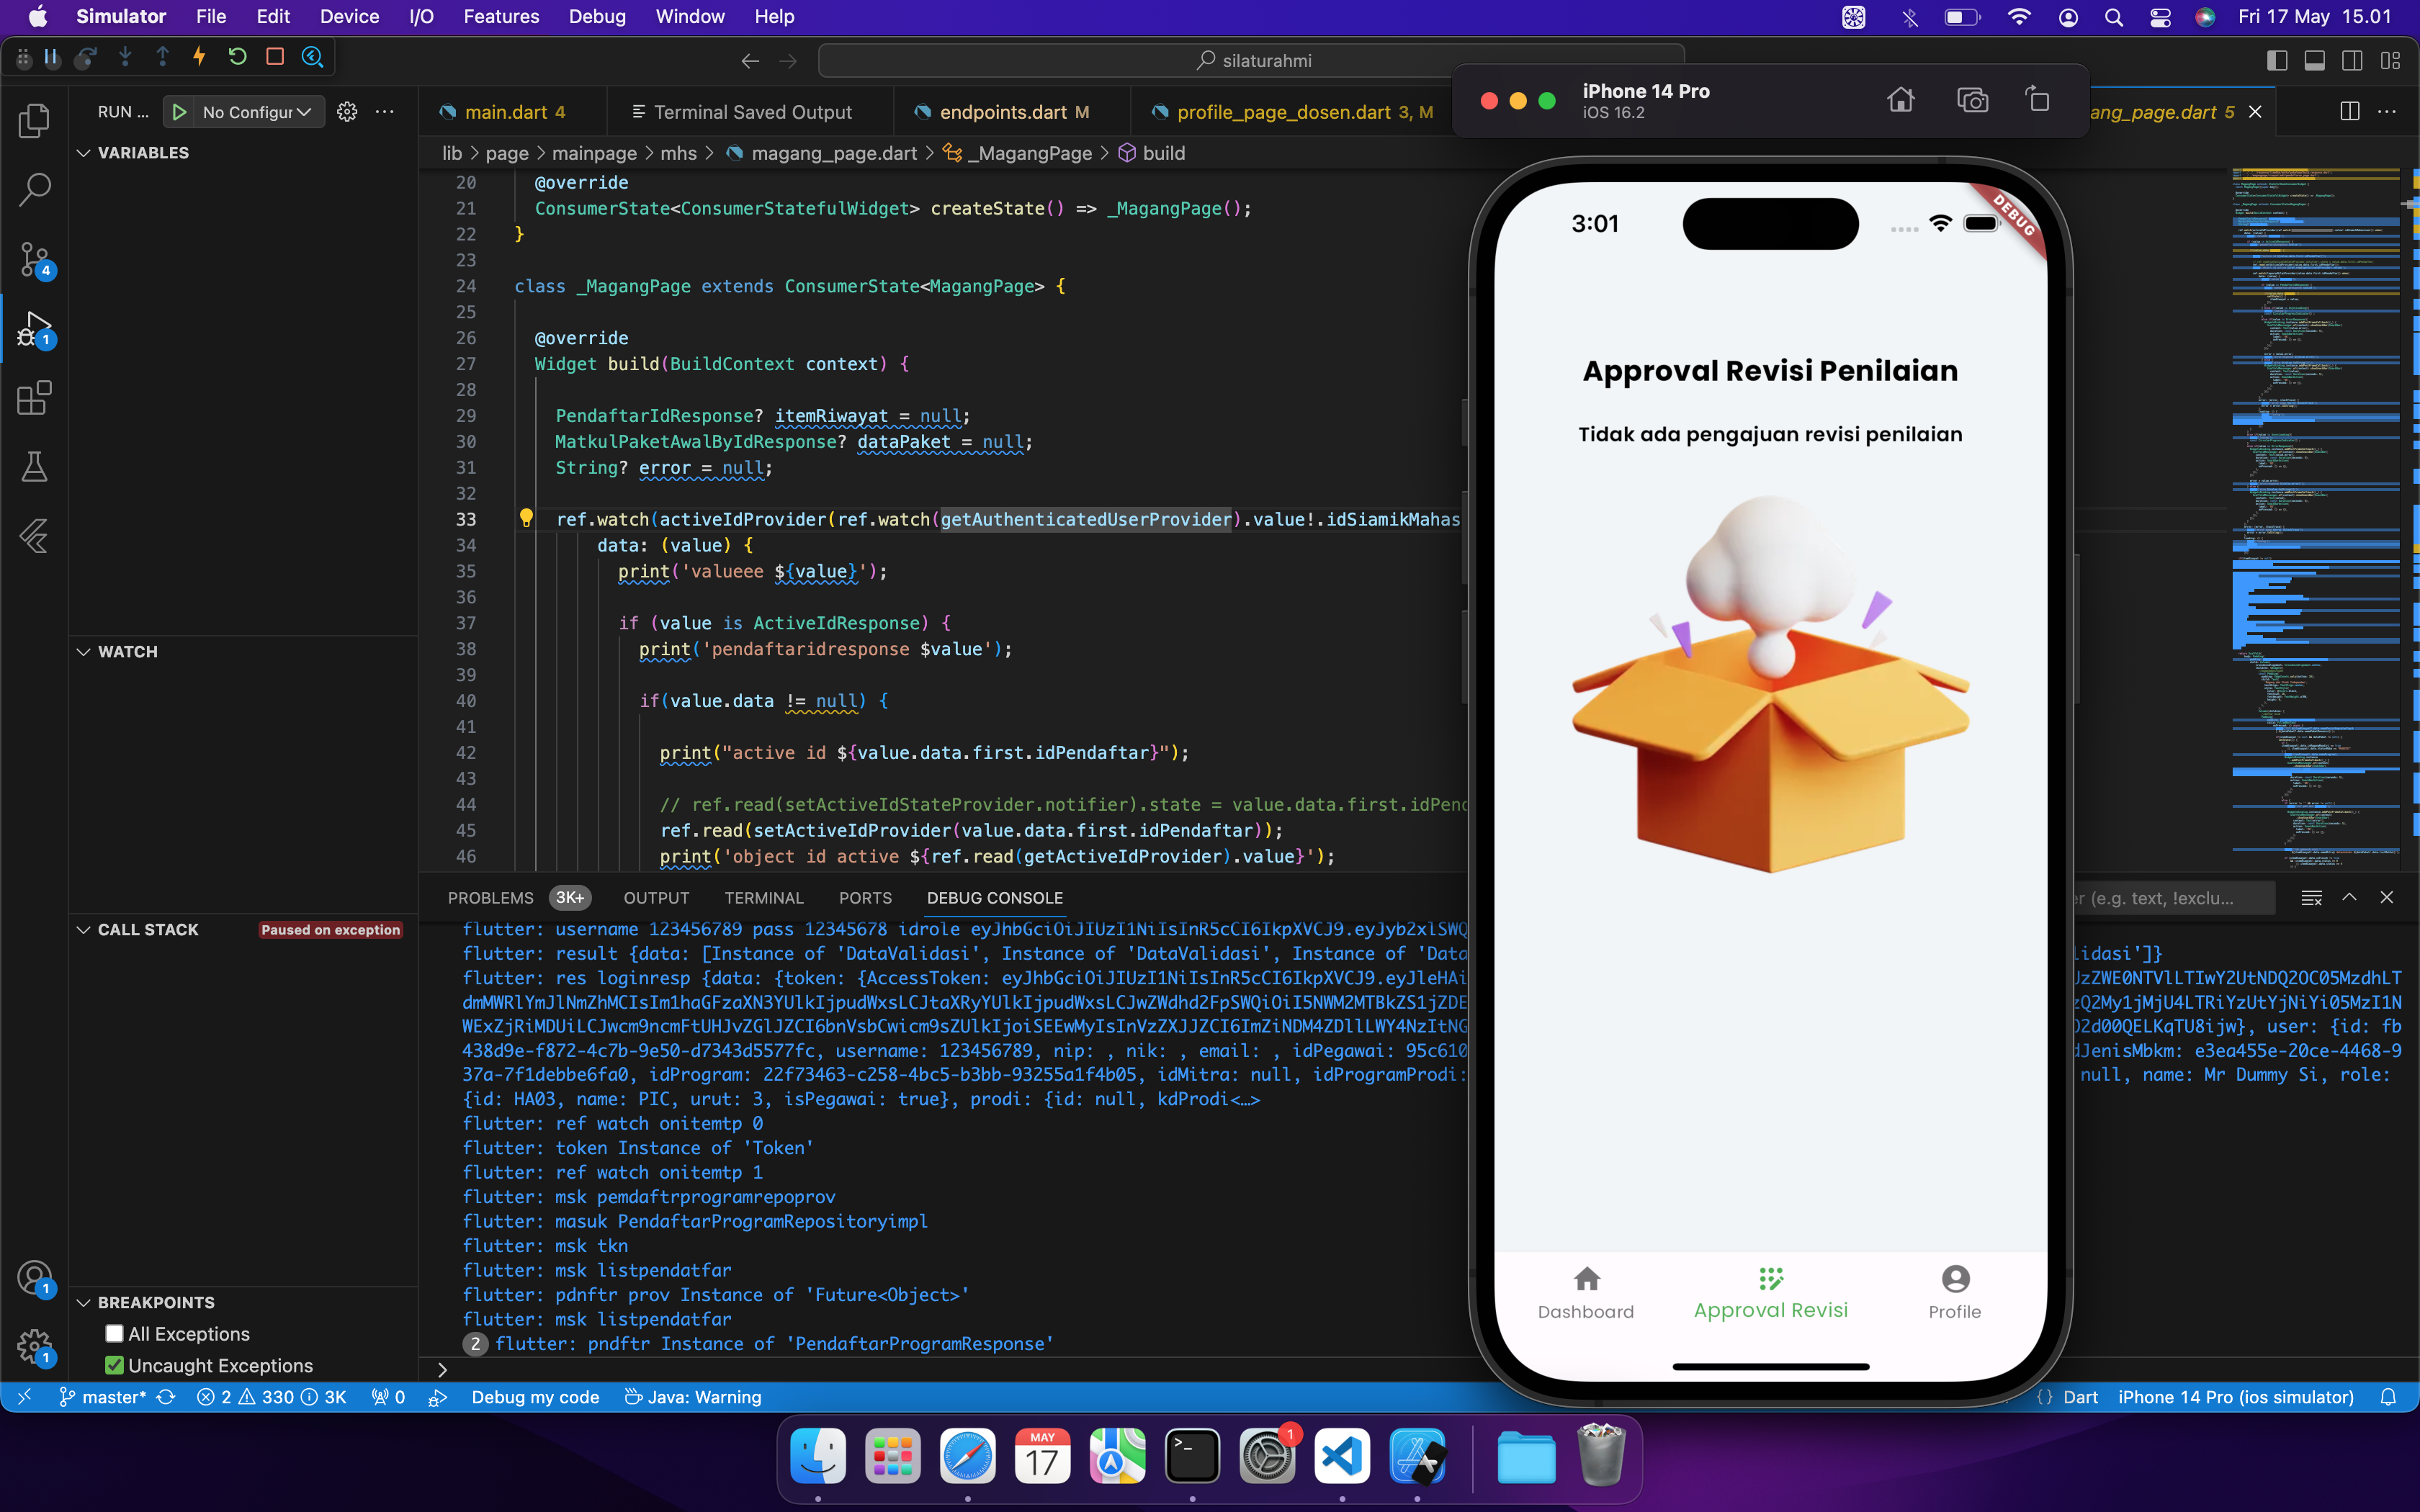 Simulator File Edit Device I/O Features Debug Window Help Fri 17 May 15.01
silaturahmi
RUN ... No Configur
main.dart 4
Terminal Saved Output
endpoints.dart M
profile_page_dosen.dart 3, M
ang_page.dart 5
lib > page > mainpage > mhs > magang_page.dart > _MagangPage > build
VARIABLES
WATCH
CALL STACK
Paused on exception
BREAKPOINTS
All Exceptions
Uncaught Exceptions
4
1
1
1
20 @override
21 ConsumerState<ConsumerStatefulWidget> createState() => _MagangPage();
22 }
23
24 class _MagangPage extends ConsumerState<MagangPage> {
25
26 @override
27 Widget build(BuildContext context) {
28
29 PendaftarIdResponse? itemRiwayat = null;
30 MatkulPaketAwalByIdResponse? dataPaket = null;
31 String? error = null;
32
33 ref.watch(activeIdProvider(ref.watch(getAuthenticatedUserProvider).value!.idSiamikMahas
34 data: (value) {
35 print('valueee ${value}');
36
37 if (value is ActiveIdResponse) {
38 print('pendaftaridresponse $value');
39
40 if(value.data != null) {
41
42 print("active id ${value.data.first.idPendaftar}");
43
44 // ref.read(setActiveIdStateProvider.notifier).state = value.data.first.idPend
45 ref.read(setActiveIdProvider(value.data.first.idPendaftar));
46 print('object id active ${ref.read(getActiveIdProvider).value}');
PROBLEMS 3K+ OUTPUT TERMINAL PORTS DEBUG CONSOLE
er (e.g. text, !exclu...
flutter: username 123456789 pass 12345678 idrole eyJhbGciOiJIUzI1NiIsInR5cCI6IkpXVCJ9.eyJyb2xlSWQ
flutter: result {data: [Instance of 'DataValidasi', Instance of 'DataValidasi', Instance of 'Data lidasi']}
flutter: res loginresp {data: {token: {AccessToken: eyJhbGciOiJIUzI1NiIsInR5cCI6IkpXVCJ9.eyJleHAi JzZWE0NTVlLTIwY2UtNDQ2OC05MzdhLT
dmMWRlYmJlNmZhMCIsIm1haGFzaXN3YUlkIjpudWxsLCJtaXRyYUlkIjpudWxsLCJwZWdhd2FpSWQiOiI5NWM2MTBkZS1jZDE zQ2My1jMjU4LTRiYzUtYjNiYi05MzI1N
WExZjRiMDUiLCJwcm9ncmFtUHJvZGlJZCI6bnVsbCwicm9sZUlkIjoiSEEwMyIsInVzZXJJZCI6ImZiNDM4ZDllLWY4NzItNG D2d00QELKqTU8ijw}, user: {id: fb
438d9e-f872-4c7b-9e50-d7343d5577fc, username: 123456789, nip: , nik: , email: , idPegawai: 95c610 dJenisMbkm: e3ea455e-20ce-4468-9
37a-7f1debbe6fa0, idProgram: 22f73463-c258-4bc5-b3bb-93255a1f4b05, idMitra: null, idProgramProdi: null, name: Mr Dummy Si, role:
{id: HA03, name: PIC, urut: 3, isPegawai: true}, prodi: {id: null, kdProdi<…>
flutter: ref watch onitemtp 0
flutter: token Instance of 'Token'
flutter: ref watch onitemtp 1
flutter: msk pemdaftrprogramrepoprov
flutter: masuk PendaftarProgramRepositoryimpl
flutter: msk tkn
flutter: msk listpendatfar
flutter: pdnftr prov Instance of 'Future<Object>'
flutter: msk listpendatfar
2 flutter: pndftr Instance of 'PendaftarProgramResponse'
master* 2 330 3K 0 Debug my code Java: Warning {} Dart iPhone 14 Pro (ios simulator)
iPhone 14 Pro
iOS 16.2
3:01
DEBUG
Approval Revisi Penilaian
Tidak ada pengajuan revisi penilaian
Dashboard
Approval Revisi
Profile
MAY
17
1